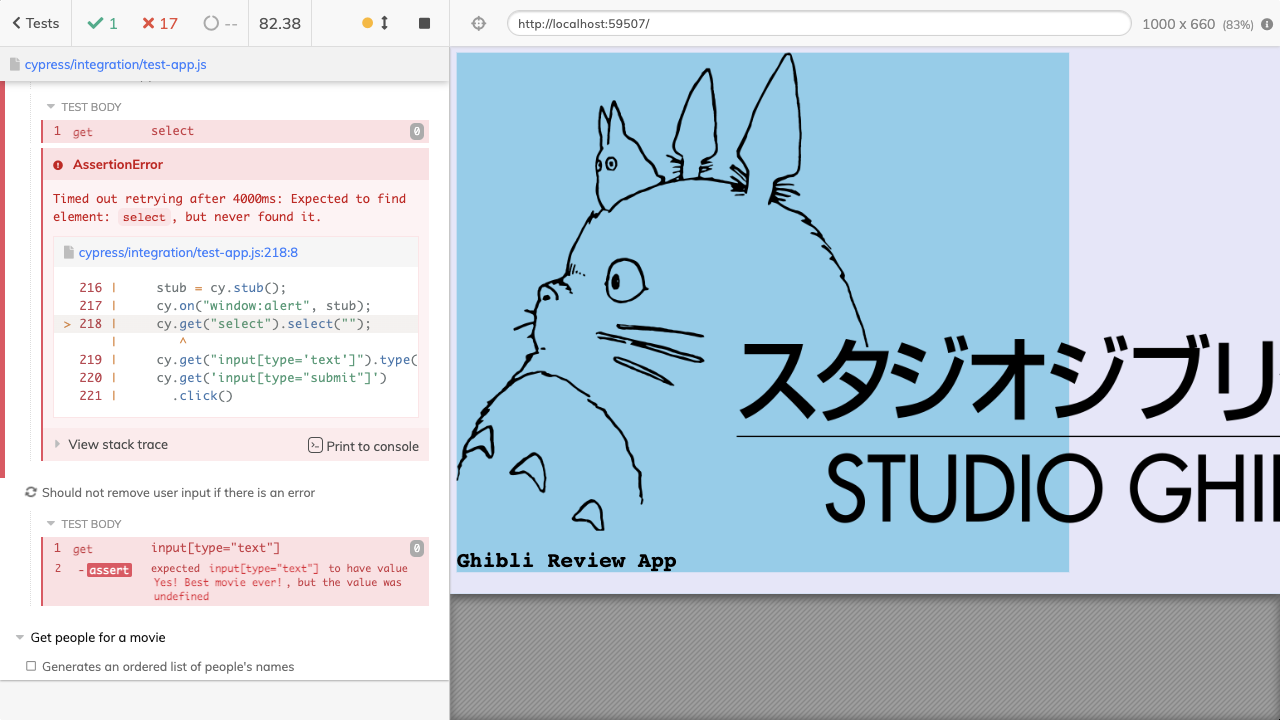 Tests
1
17
--
82.38
http://localhost:59507/
1000 x 660 (83%)
cypress/integration/test-app.js
TEST BODY
1 get select 0
AssertionError
Timed out retrying after 4000ms: Expected to find
element: select, but never found it.
cypress/integration/test-app.js:218:8
216 | stub = cy.stub();
217 | cy.on("window:alert", stub);
> 218 | cy.get("select").select("");
| ^
219 | cy.get("input[type='text']").type(
220 | cy.get('input[type="submit"]')
221 | .click()
View stack trace
Print to console
Should not remove user input if there is an error
TEST BODY
1 get input[type="text"] 0
2 -assert expected input[type="text"] to have value
Yes! Best movie ever!, but the value was
undefined
Get people for a movie
Generates an ordered list of people's names
スタジオジブリ
STUDIO GHI
Ghibli Review App